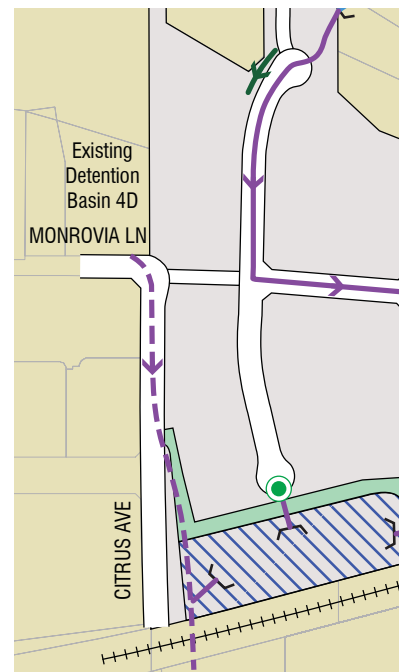 Existing
Detention
Basin 4D
MONROVIA LN
CITRUS AVE